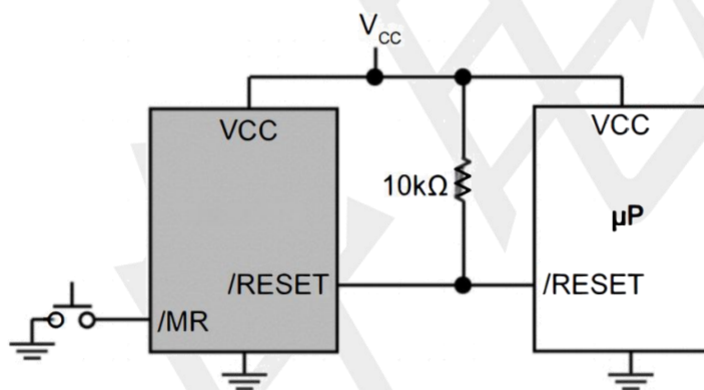 VCC
VCC
VCC
10kΩ
μP
/RESET
/RESET
/MR